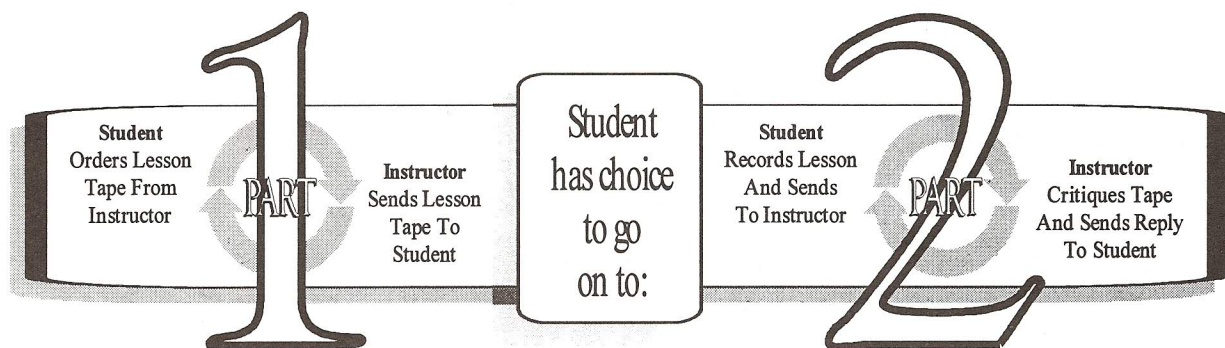 Student
Orders Lesson
Tape From
Instructor
1
PART
Instructor
Sends Lesson
Tape To
Student
Student
has choice
to go
on to:
Student
Records Lesson
And Sends
To Instructor
2
PART
Instructor
Critiques Tape
And Sends Reply
To Student